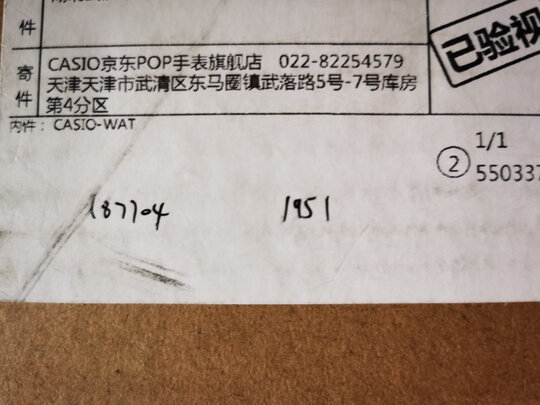 件
寄件
CASIO京东POP手表旗舰店 022-82254579
天津天津市武清区东马圈镇武落路5号-7号库房
第4分区
已验视
内件: CASIO-WAT
1/1
② 550337
187704 1951